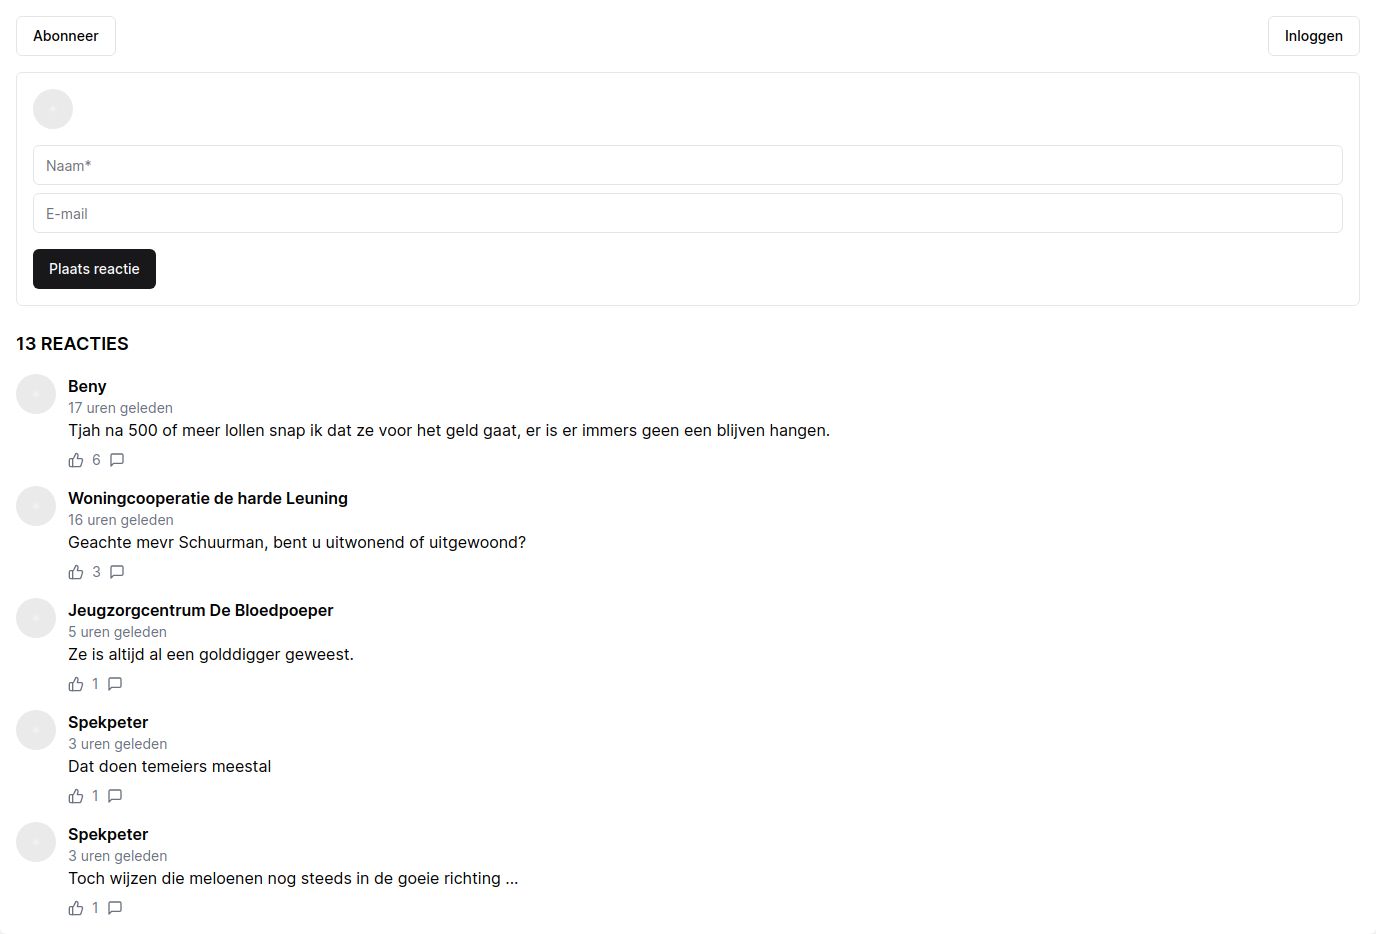 Abonneer
Inloggen
Naam*
E-mail
Plaats reactie
13 REACTIES
Beny
17 uren geleden
Tjah na 500 of meer lollen snap ik dat ze voor het geld gaat, er is er immers geen een blijven hangen.
6
Woningcooperatie de harde Leuning
16 uren geleden
Geachte mevr Schuurman, bent u uitwonend of uitgewoond?
3
Jeugzorgcentrum De Bloedpoeper
5 uren geleden
Ze is altijd al een golddigger geweest.
1
Spekpeter
3 uren geleden
Dat doen temeiers meestal
1
Spekpeter
3 uren geleden
Toch wijzen die meloenen nog steeds in de goeie richting ...
1